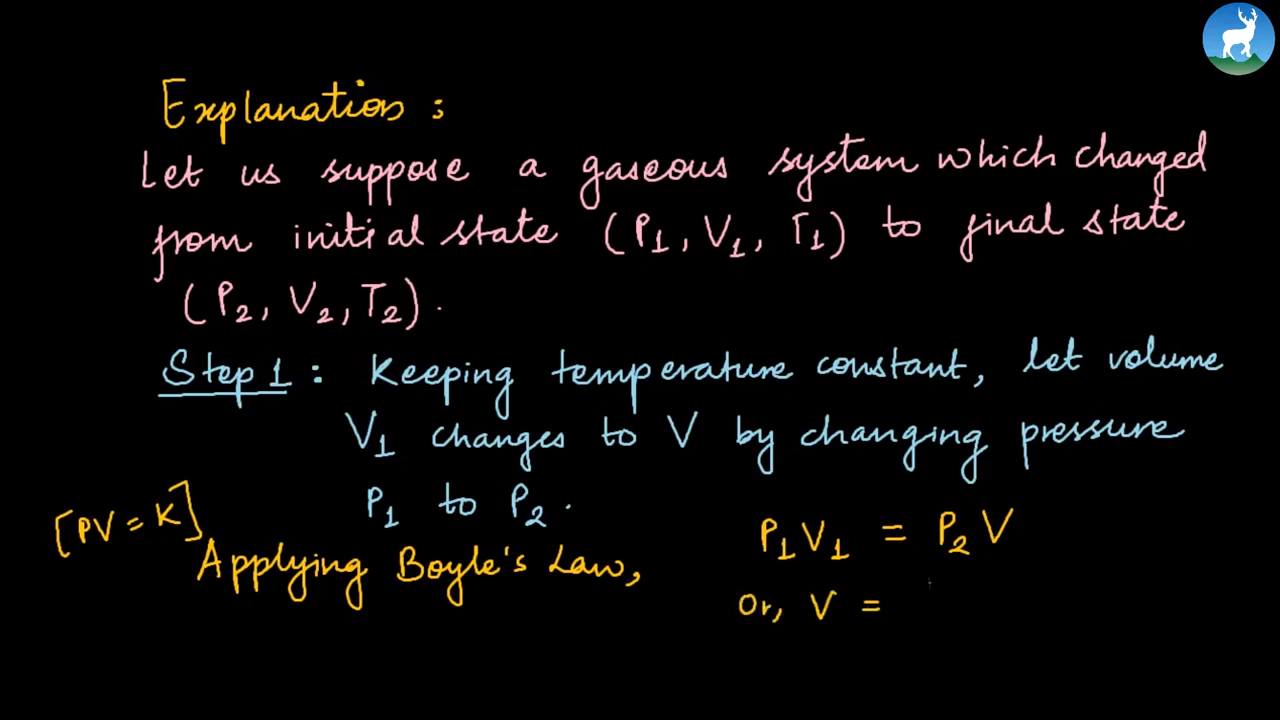 Explanation :
Let us suppose a gaseous system which changed
from initial state (P₁, V₁, T₁) to final state
(P₂, V₂, T₂).
Step 1 : Keeping temperature constant, let volume
V₁ changes to V by changing pressure
P₁ to P₂.
[PV = K]
Applying Boyle's Law, P₁V₁ = P₂V
Or, V =